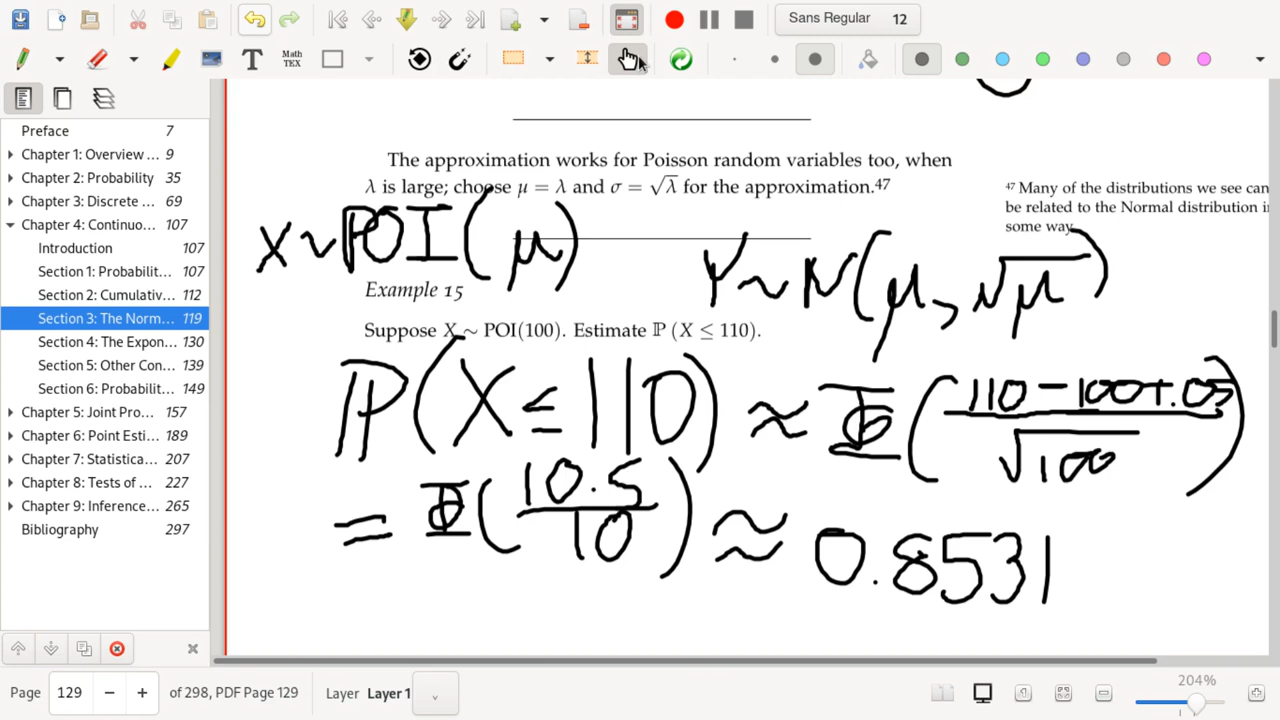 Sans Regular 12
T Math TEX
Preface 7
Chapter 1: Overview ... 9
Chapter 2: Probability 35
Chapter 3: Discrete ... 69
Chapter 4: Continuo... 107
Introduction 107
Section 1: Probabilit... 107
Section 2: Cumulativ... 112
Section 3: The Norm... 119
Section 4: The Expon... 130
Section 5: Other Con... 139
Section 6: Probabilit... 149
Chapter 5: Joint Pro... 157
Chapter 6: Point Esti... 189
Chapter 7: Statistica... 207
Chapter 8: Tests of ... 227
Chapter 9: Inference... 265
Bibliography 297
The approximation works for Poisson random variables too, when
λ is large; choose μ = λ and σ = √λ for the approximation.47
47 Many of the distributions we see can
be related to the Normal distribution in
some way.
X ~ POI(μ)
Y ~ N(μ, √μ)
Example 15
Suppose X ~ POI(100). Estimate ℙ (X ≤ 110).
ℙ(X ≤ 110) ≈ Φ((110 - 100 + .05)/√100)
= Φ(10.5/10) ≈ 0.8531
Page 129 − + of 298, PDF Page 129 Layer Layer 1 204%